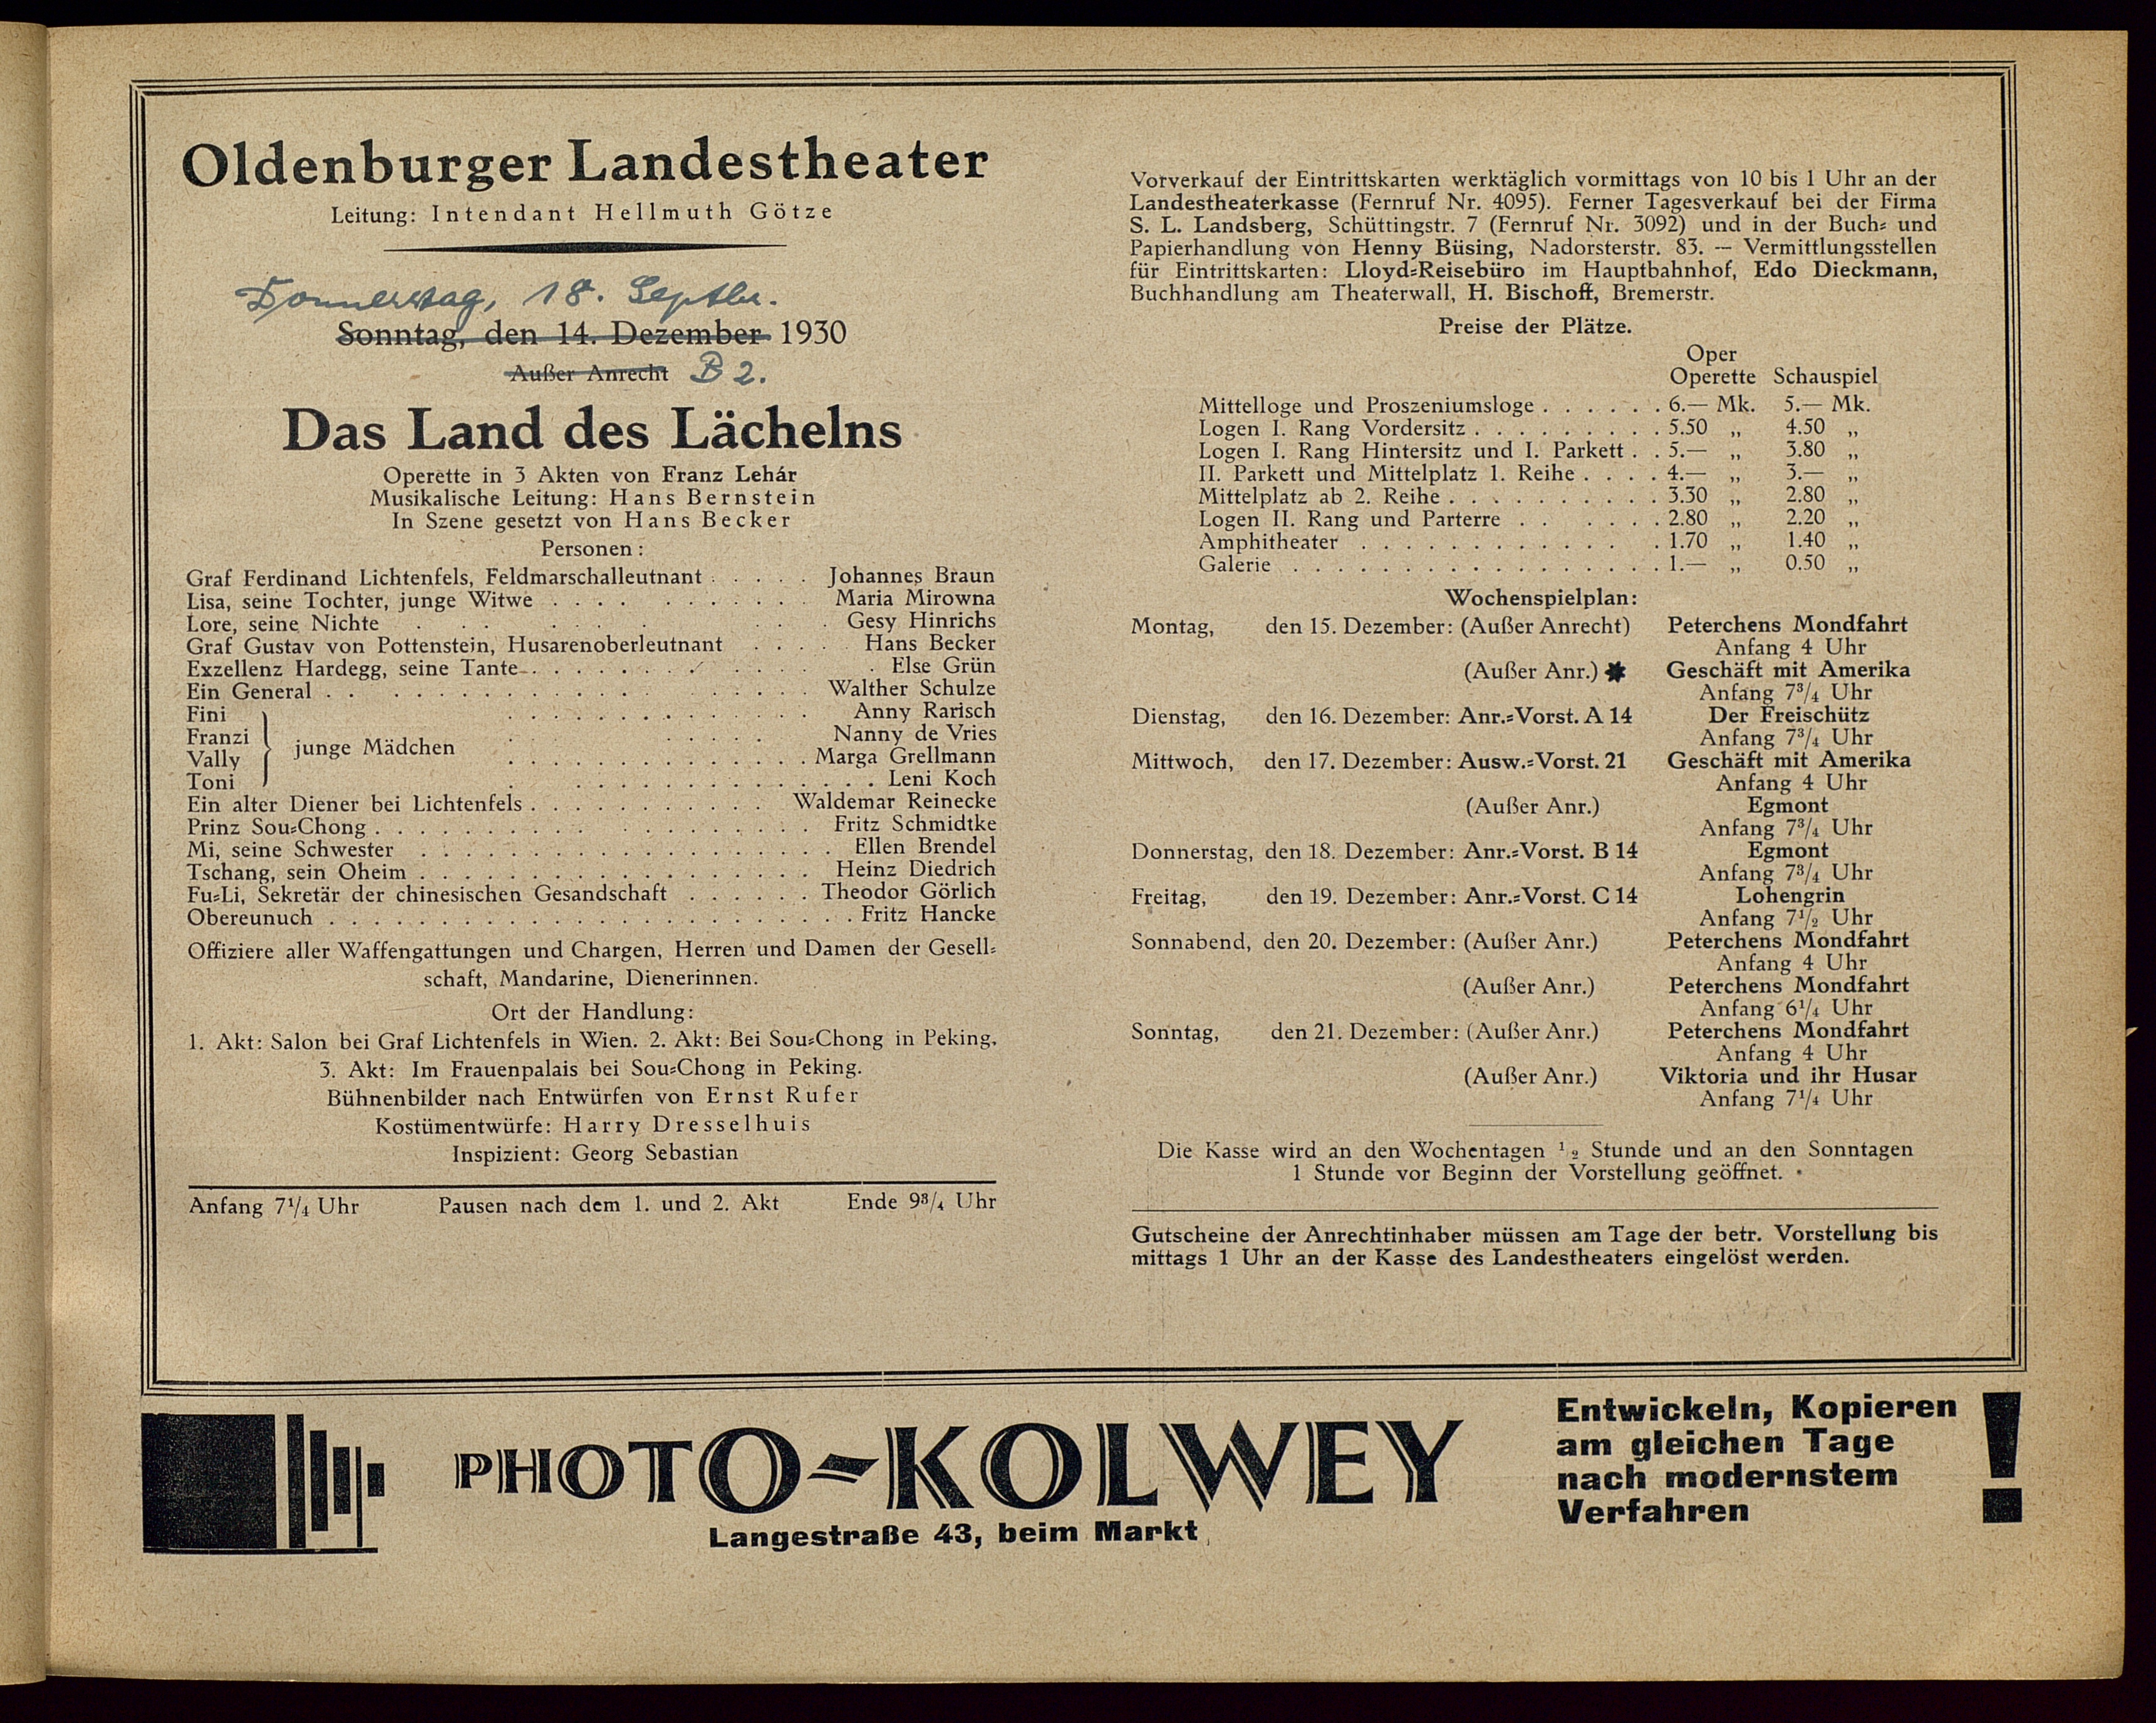 Oldenburger Landestheater
Leitung: Intendant Hellmuth Götze
Donnerstag, 18. Septbr.
Sonntag, den 14. Dezember 1930
Außer Anrecht B 2.
Das Land des Lächelns
Operette in 3 Akten von Franz Lehár
Musikalische Leitung: Hans Bernstein
In Szene gesetzt von Hans Becker
Personen:
Graf Ferdinand Lichtenfels, Feldmarschalleutnant . . . . . Johannes Braun
Lisa, seine Tochter, junge Witwe . . . . . . . . . . . Maria Mirowna
Lore, seine Nichte . . . . . . . . . . Gesy Hinrichs
Graf Gustav von Pottenstein, Husarenoberleutnant . . . . . Hans Becker
Exzellenz Hardegg, seine Tante . . . . . . . . . . . . Else Grün
Ein General . . . . . . . . . . . . . . . . . . . Walther Schulze
Fini . . . . . . . . . . . . . . Anny Rarisch
Franzi . . . . . . Nanny de Vries
junge Mädchen
Vally . . . . . . . . . . . . . . Marga Grellmann
Toni . . . . . . . . . . . . . . . Leni Koch
Ein alter Diener bei Lichtenfels . . . . . . . . . . . Waldemar Reinecke
Prinz Sou=Chong . . . . . . . . . . . . . . . . . . Fritz Schmidtke
Mi, seine Schwester . . . . . . . . . . . . . . . . . . Ellen Brendel
Tschang, sein Oheim . . . . . . . . . . . . . . . . . Heinz Diedrich
Fu=Li, Sekretär der chinesischen Gesandschaft . . . . . . Theodor Görlich
Obereunuch . . . . . . . . . . . . . . . . . . . . . . . Fritz Hancke
Offiziere aller Waffengattungen und Chargen, Herren und Damen der Gesell=
schaft, Mandarine, Dienerinnen.
Ort der Handlung:
1. Akt: Salon bei Graf Lichtenfels in Wien. 2. Akt: Bei Sou=Chong in Peking.
3. Akt: Im Frauenpalais bei Sou=Chong in Peking.
Bühnenbilder nach Entwürfen von Ernst Rufer
Kostümentwürfe: Harry Dresselhuis
Inspizient: Georg Sebastian
Anfang 7¼ Uhr Pausen nach dem 1. und 2. Akt Ende 9¾ Uhr
Vorverkauf der Eintrittskarten werktäglich vormittags von 10 bis 1 Uhr an der
Landestheaterkasse (Fernruf Nr. 4095). Ferner Tagesverkauf bei der Firma
S. L. Landsberg, Schüttingstr. 7 (Fernruf Nr. 3092) und in der Buch= und
Papierhandlung von Henny Büsing, Nadorsterstr. 83. — Vermittlungsstellen
für Eintrittskarten: Lloyd=Reisebüro im Hauptbahnhof, Edo Dieckmann,
Buchhandlung am Theaterwall, H. Bischoff, Bremerstr.
Preise der Plätze.
Oper
Operette Schauspiel
Mittelloge und Proszeniumsloge . . . . . . 6.— Mk. 5.— Mk.
Logen I. Rang Vordersitz . . . . . . . . . 5.50 „ 4.50 „
Logen I. Rang Hintersitz und I. Parkett . . 5.— „ 3.80 „
II. Parkett und Mittelplatz 1. Reihe . . . . 4.— „ 3.— „
Mittelplatz ab 2. Reihe . . . . . . . . . . 3.30 „ 2.80 „
Logen II. Rang und Parterre . . . . . . 2.80 „ 2.20 „
Amphitheater . . . . . . . . . . . . . 1.70 „ 1.40 „
Galerie . . . . . . . . . . . . . . . . . 1.— „ 0.50 „
Wochenspielplan:
Montag, den 15. Dezember: (Außer Anrecht) Peterchens Mondfahrt
Anfang 4 Uhr
(Außer Anr.) * Geschäft mit Amerika
Anfang 7¾ Uhr
Dienstag, den 16. Dezember: Anr.=Vorst. A 14 Der Freischütz
Anfang 7¾ Uhr
Mittwoch, den 17. Dezember: Ausw.=Vorst. 21 Geschäft mit Amerika
Anfang 4 Uhr
(Außer Anr.) Egmont
Anfang 7¾ Uhr
Donnerstag, den 18. Dezember: Anr.=Vorst. B 14 Egmont
Anfang 7¾ Uhr
Freitag, den 19. Dezember: Anr.=Vorst. C 14 Lohengrin
Anfang 7½ Uhr
Sonnabend, den 20. Dezember: (Außer Anr.) Peterchens Mondfahrt
Anfang 4 Uhr
(Außer Anr.) Peterchens Mondfahrt
Anfang 6¼ Uhr
Sonntag, den 21. Dezember: (Außer Anr.) Peterchens Mondfahrt
Anfang 4 Uhr
(Außer Anr.) Viktoria und ihr Husar
Anfang 7¼ Uhr
Die Kasse wird an den Wochentagen ½ Stunde und an den Sonntagen
1 Stunde vor Beginn der Vorstellung geöffnet.
Gutscheine der Anrechtinhaber müssen am Tage der betr. Vorstellung bis
mittags 1 Uhr an der Kasse des Landestheaters eingelöst werden.
PHOTO-KOLWEY
Langestraße 43, beim Markt
Entwickeln, Kopieren
am gleichen Tage
nach modernstem
Verfahren !